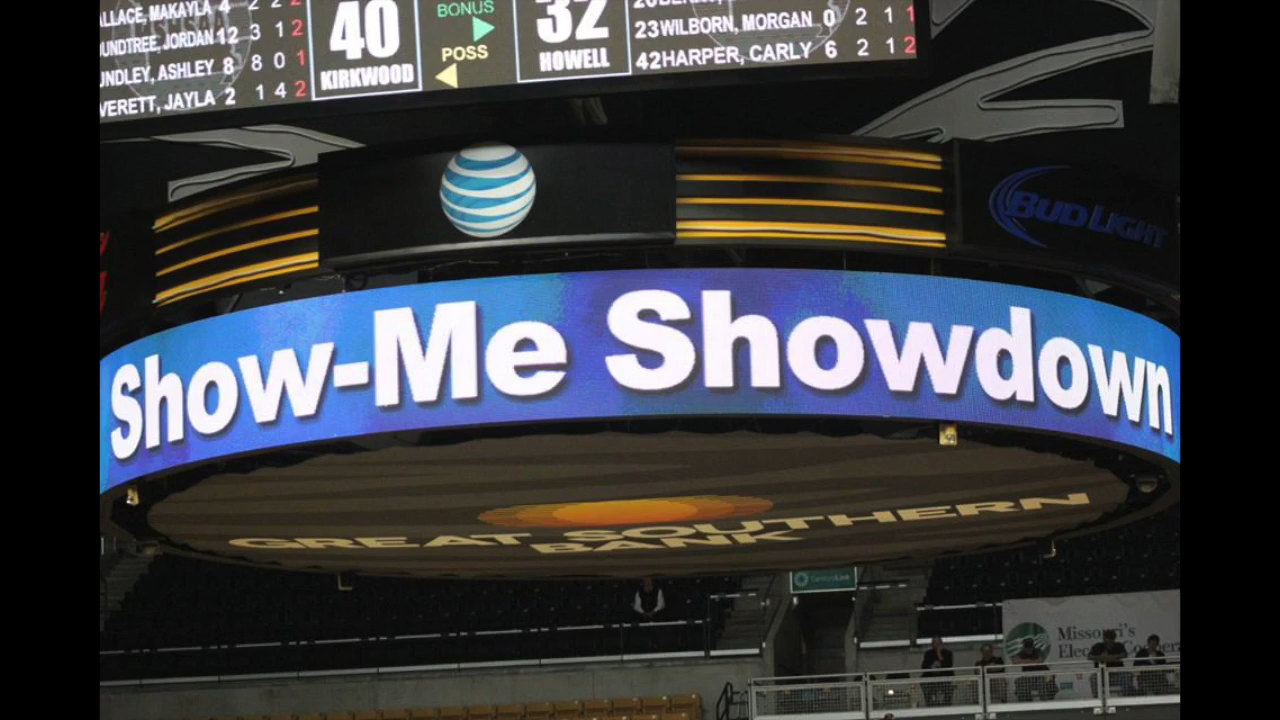 ALLACE, MAKAYLA 4 2 2 2
OUNDTREE, JORDAN 12 3 1 2
UNDLEY, ASHLEY 8 8 0 1
VERETT, JAYLA 2 1 4 2
40
KIRKWOOD
BONUS
POSS
32
HOWELL
23 WILBORN, MORGAN 0 2 1 1
42 HARPER, CARLY 6 2 1 2
BUD LIGHT
Show-Me Showdown
GREAT SOUTHERN
BANK
CenturyLink
Missouri's